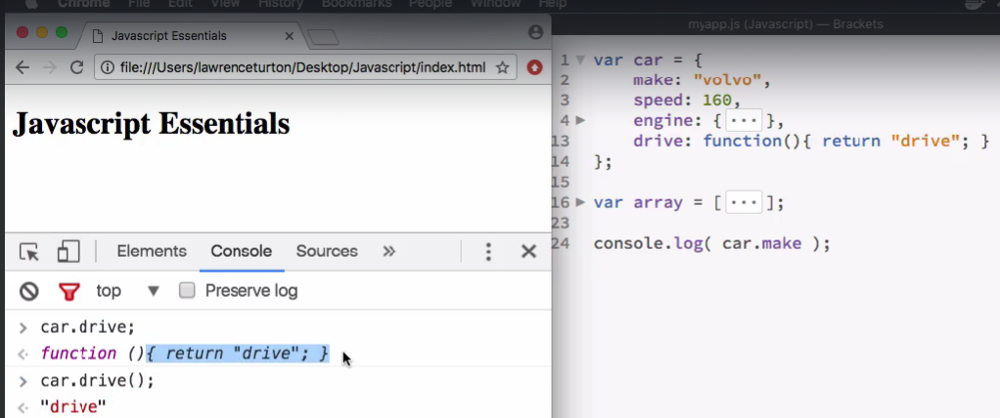 Chrome File Edit View History Bookmarks People Window Help
Javascript Essentials
file:///Users/lawrenceturton/Desktop/Javascript/index.html
Javascript Essentials
Elements Console Sources »
top Preserve log
> car.drive;
function (){ return "drive"; }
> car.drive();
"drive"
myapp.js (Javascript) — Brackets
1 var car = {
2 make: "volvo",
3 speed: 160,
4 engine: { ... },
13 drive: function(){ return "drive"; }
14 };
15
16 var array = [ ... ];
23
24 console.log( car.make );